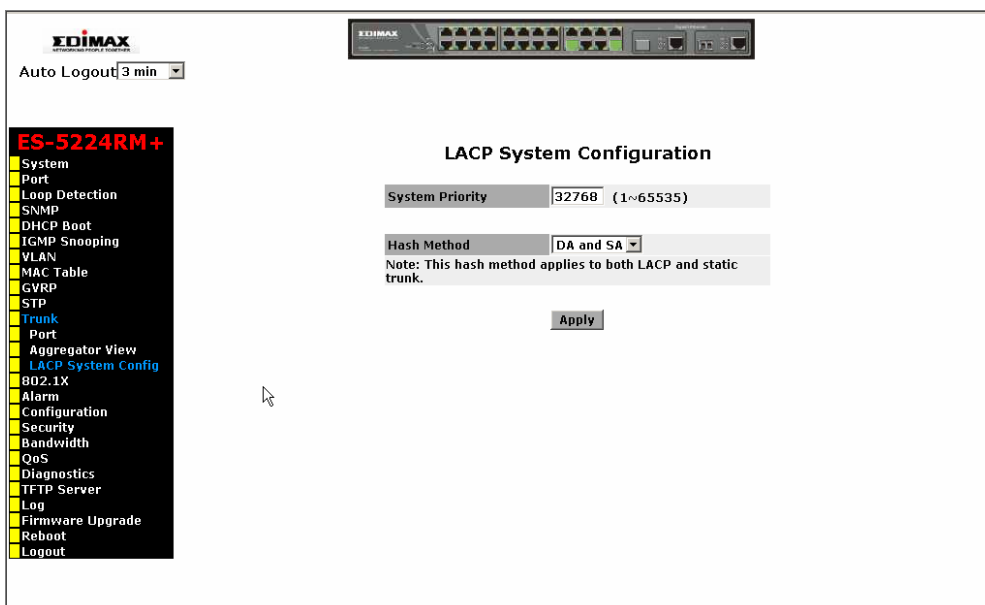 EDIMAX
NETWORKING PEOPLE TOGETHER
EDIMAX
Auto Logout 3 min
ES-5224RM+
System
Port
Loop Detection
SNMP
DHCP Boot
IGMP Snooping
VLAN
MAC Table
GVRP
STP
Trunk
Port
Aggregator View
LACP System Config
802.1X
Alarm
Configuration
Security
Bandwidth
QoS
Diagnostics
TFTP Server
Log
Firmware Upgrade
Reboot
Logout
LACP System Configuration
System Priority 32768 (1~65535)
Hash Method DA and SA
Note: This hash method applies to both LACP and static
trunk.
Apply